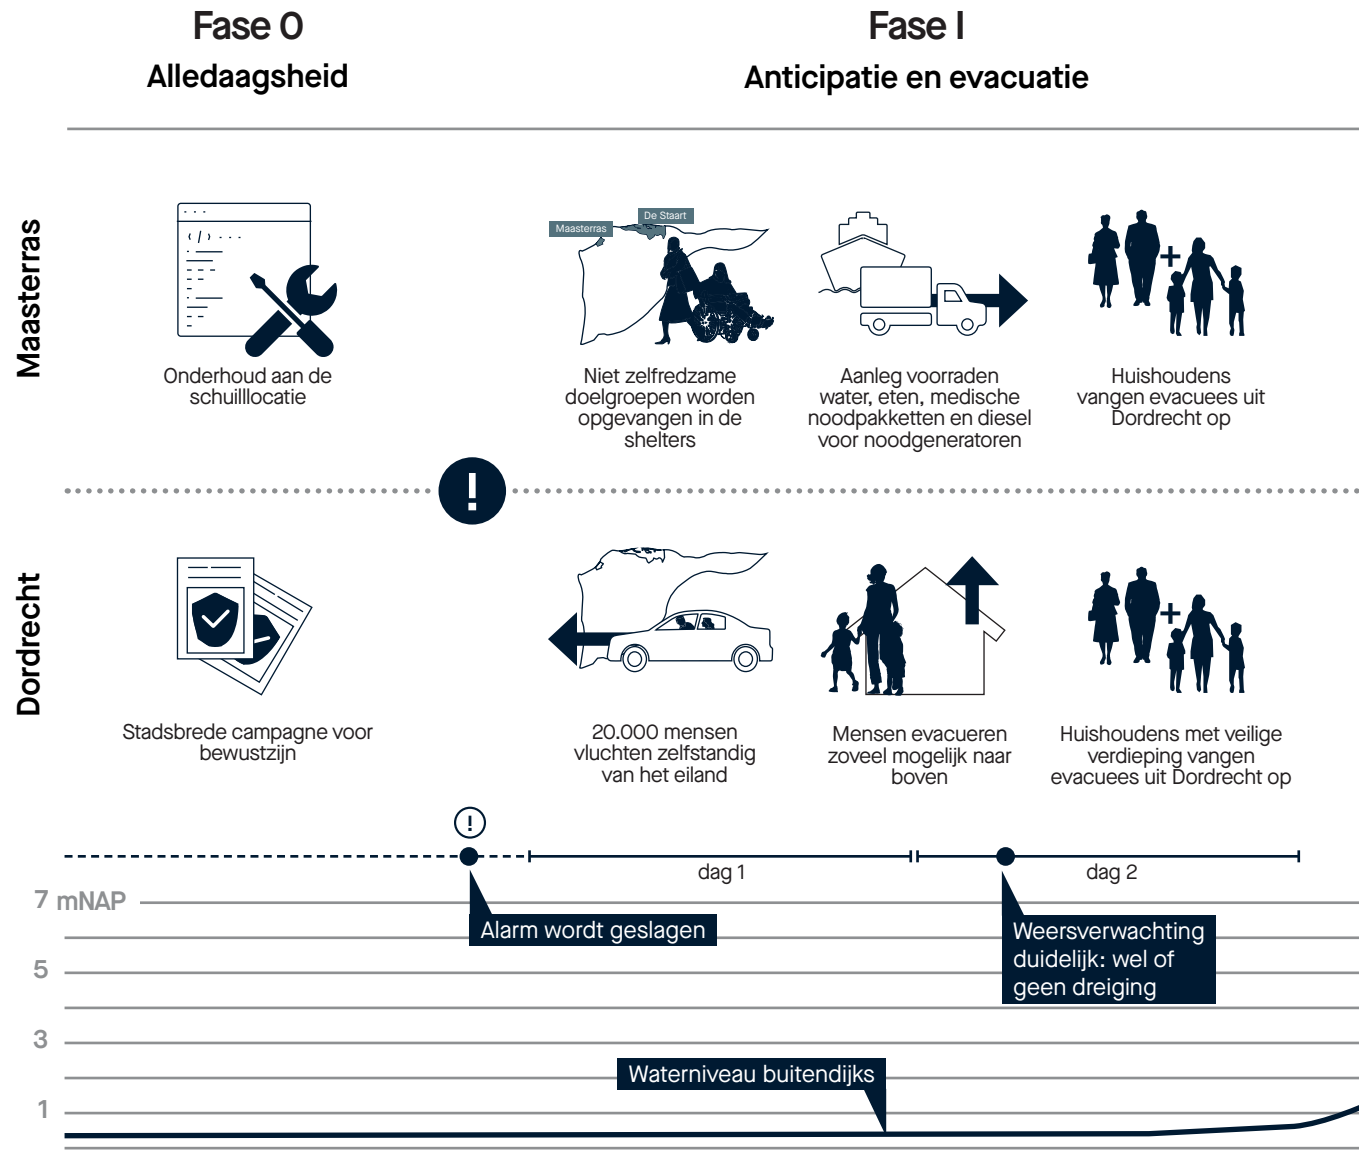 Fase 0
Alledaagsheid
Fase I
Anticipatie en evacuatie
Maasterras
</>
De Staart
Maasterras
Onderhoud aan de
schuilllocatie
Niet zelfredzame
doelgroepen worden
opgevangen in de
shelters
Aanleg voorraden
water, eten, medische
noodpakketten en diesel
voor noodgeneratoren
+
Huishoudens
vangen evacuees uit
Dordrecht op
!
Dordrecht
Stadsbrede campagne voor
bewustzijn
20.000 mensen
vluchten zelfstandig
van het eiland
Mensen evacueren
zoveel mogelijk naar
boven
+
Huishoudens met veilige
verdieping vangen
evacuees uit Dordrecht op
!
dag 1
dag 2
7 mNAP
Alarm wordt geslagen
Weersverwachting
duidelijk: wel of
geen dreiging
5
3
Waterniveau buitendijks
1